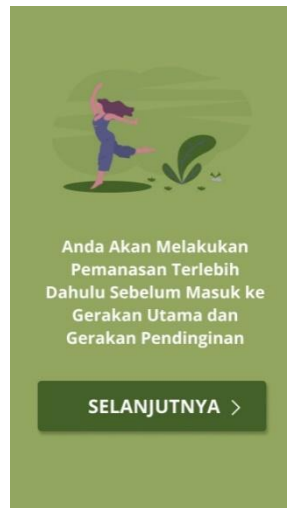 Anda Akan Melakukan
Pemanasan Terlebih
Dahulu Sebelum Masuk ke
Gerakan Utama dan
Gerakan Pendinginan
SELANJUTNYA >